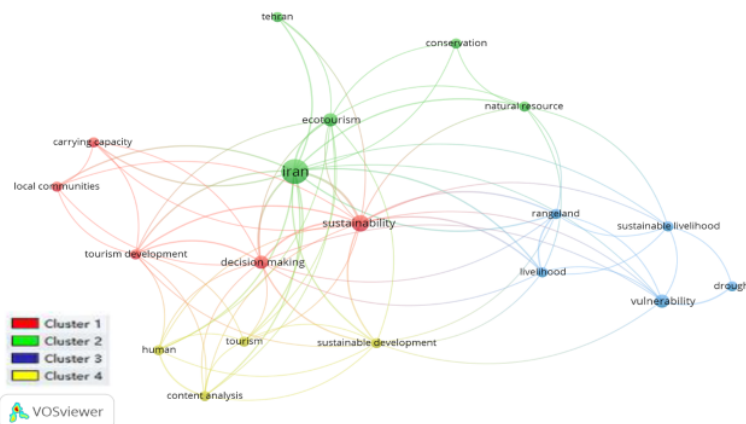 tehran
conservation
natural resource
ecotourism
carrying capacity
iran
local communities
rangeland
sustainability
sustainable livelihood
tourism development
decision making
livelihood
drough
vulnerability
human
tourism
sustainable development
content analysis
Cluster 1
Cluster 2
Cluster 3
Cluster 4
VOSviewer